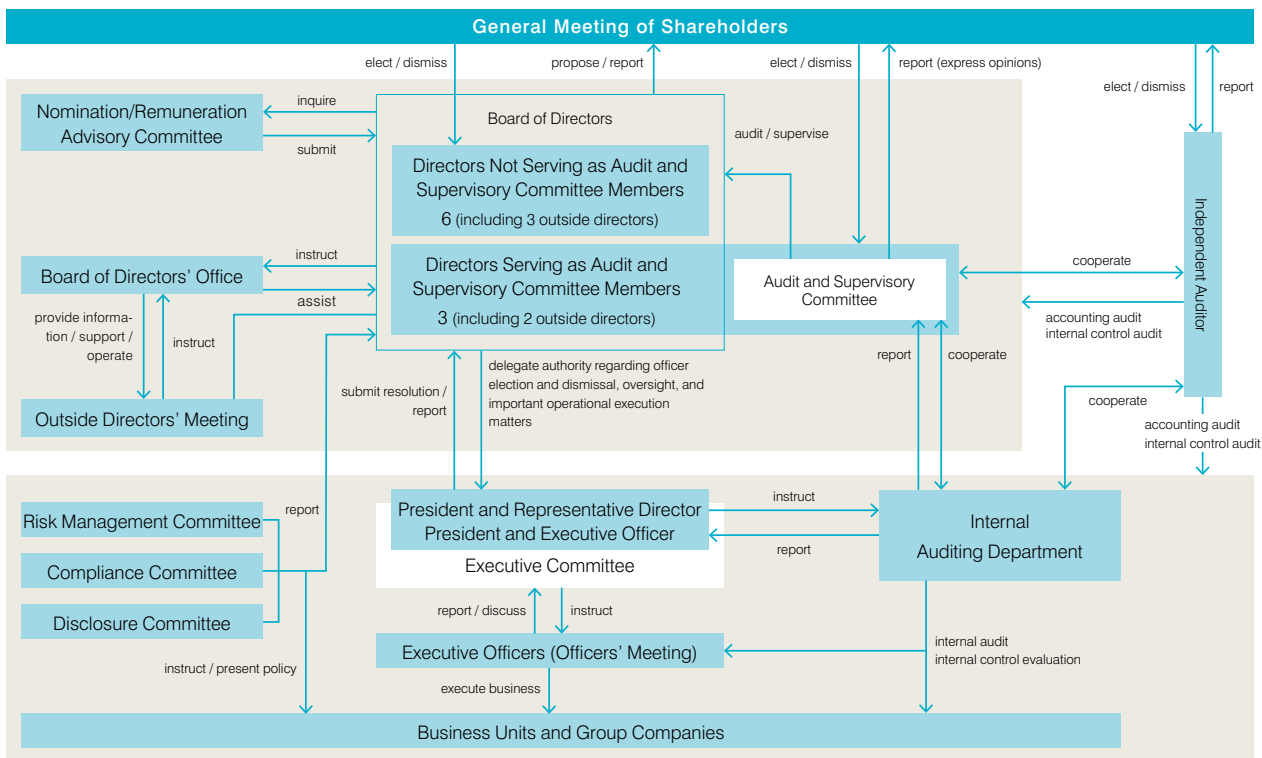 General Meeting of Shareholders
elect / dismiss
propose / report
elect / dismiss
report (express opinions)
elect / dismiss
report
Nomination/Remuneration
Advisory Committee
inquire
submit
Board of Directors
audit / supervise
Directors Not Serving as Audit and
Supervisory Committee Members
6 (including 3 outside directors)
Independent Auditor
Board of Directors’ Office
instruct
assist
Directors Serving as Audit and
Supervisory Committee Members
3 (including 2 outside directors)
Audit and Supervisory
Committee
cooperate
accounting audit
internal control audit
provide informa-
tion / support /
operate
instruct
Outside Directors’ Meeting
submit resolution /
report
delegate authority regarding officer
election and dismissal, oversight, and
important operational execution
matters
report
cooperate
cooperate
accounting audit
internal control audit
Risk Management Committee
report
Compliance Committee
Disclosure Committee
instruct / present policy
President and Representative Director
President and Executive Officer
Executive Committee
instruct
report
Internal
Auditing Department
report / discuss
instruct
Executive Officers (Officers’ Meeting)
internal audit
internal control evaluation
execute business
Business Units and Group Companies